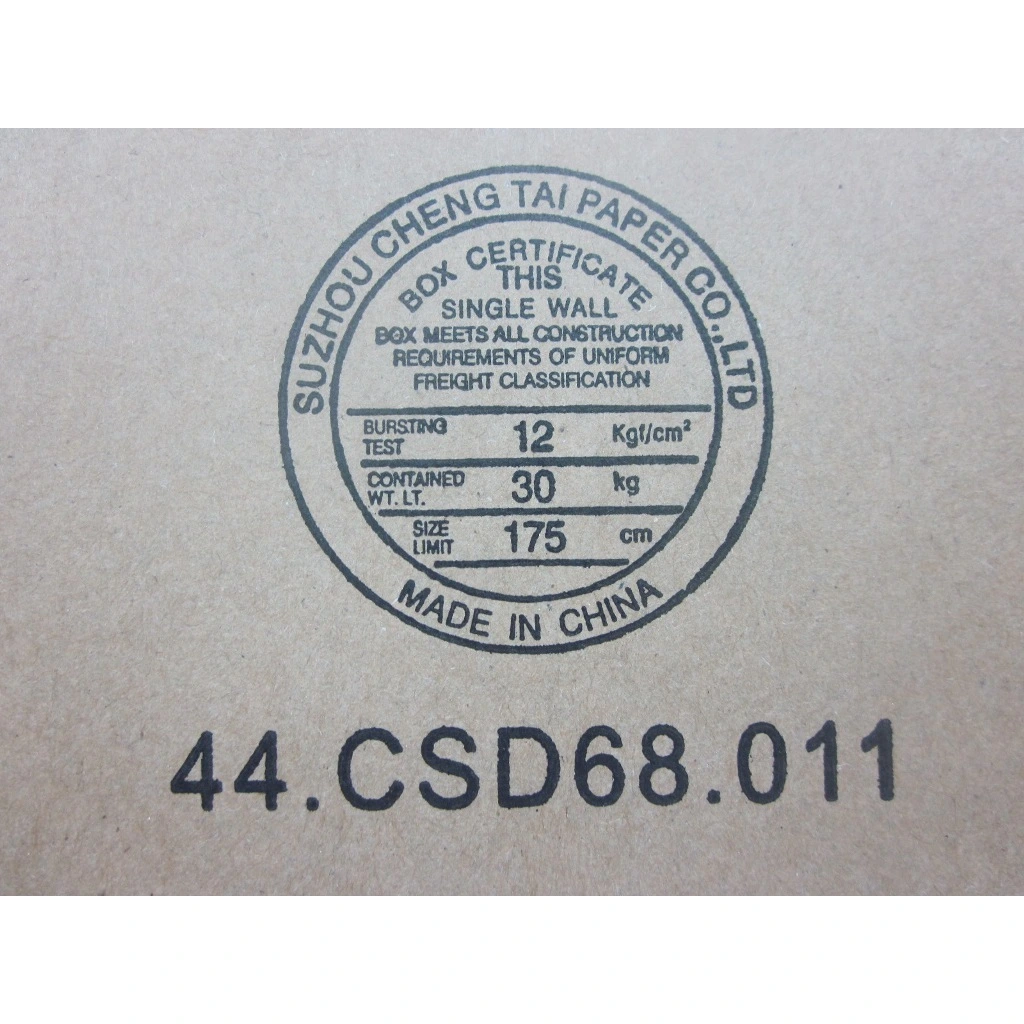 SUZHOU CHENG TAI PAPER CO.,LTD
BOX CERTIFICATE
THIS
SINGLE WALL
BOX MEETS ALL CONSTRUCTION
REQUIREMENTS OF UNIFORM
FREIGHT CLASSIFICATION
BURSTING TEST 12 Kgf/cm²
CONTAINED WT. LT. 30 kg
SIZE LIMIT 175 cm
MADE IN CHINA
44.CSD68.011